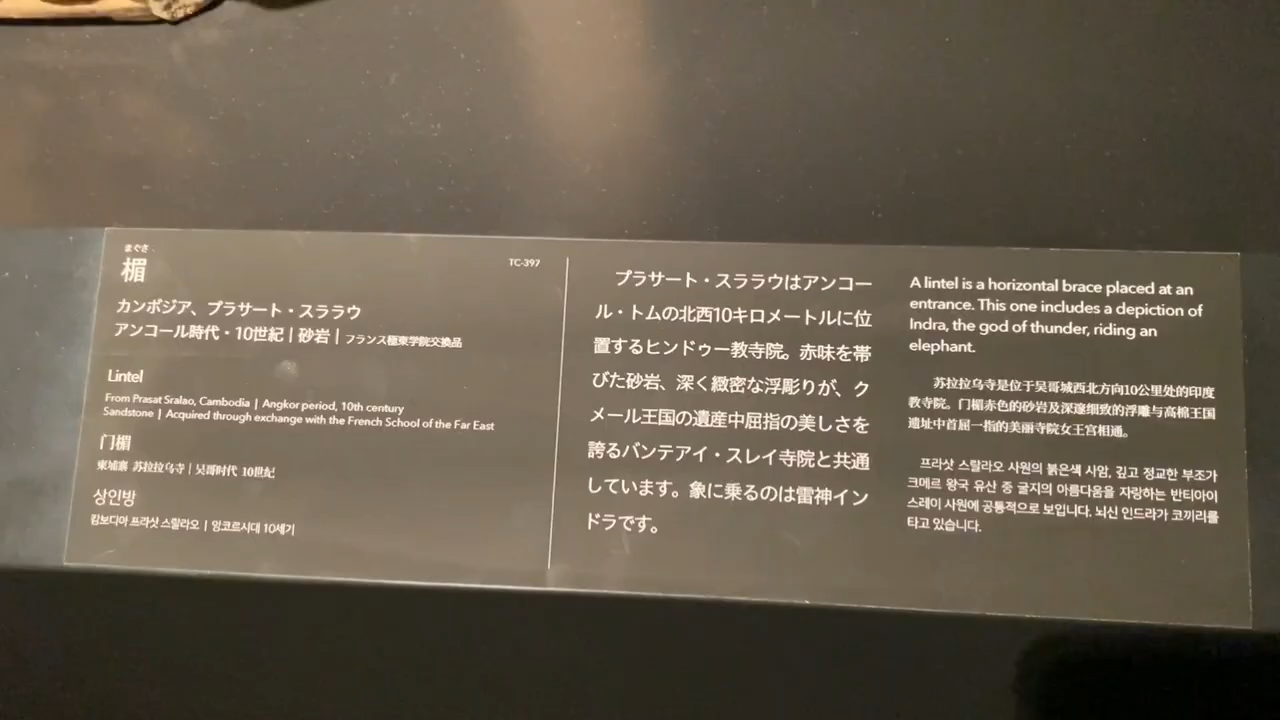 まぐさ
楣
TC-397
カンボジア、プラサート・スララウ
アンコール時代・10世紀 | 砂岩 | フランス極東学院交換品
Lintel
From Prasat Sralao, Cambodia | Angkor period, 10th century
Sandstone | Acquired through exchange with the French School of the Far East
门楣
柬埔寨 苏拉拉乌寺 | 吴哥时代 10世紀
상인방
캄보디아 프라삿 스랄라오 | 앙코르시대 10세기
プラサート・スララウはアンコー
ル・トムの北西10キロメートルに位
置するヒンドゥー教寺院。赤味を帯
びた砂岩、深く緻密な浮彫りが、ク
メール王国の遺産中屈指の美しさを
誇るバンテアイ・スレイ寺院と共通
しています。象に乗るのは雷神イン
ドラです。
A lintel is a horizontal brace placed at an
entrance. This one includes a depiction of
Indra, the god of thunder, riding an
elephant.
苏拉拉乌寺是位于吴哥城西北方向10公里处的印度
教寺院。门楣赤色的砂岩及深邃细致的浮雕与高棉王国
遗址中首屈一指的美丽寺院女王宫相通。
프라삿 스랄라오 사원의 붉은색 사암, 깊고 정교한 부조가
크메르 왕국 유산 중 굴지의 아름다움을 자랑하는 반티아이
스레이 사원에 공통적으로 보입니다. 뇌신 인드라가 코끼리를
타고 있습니다.